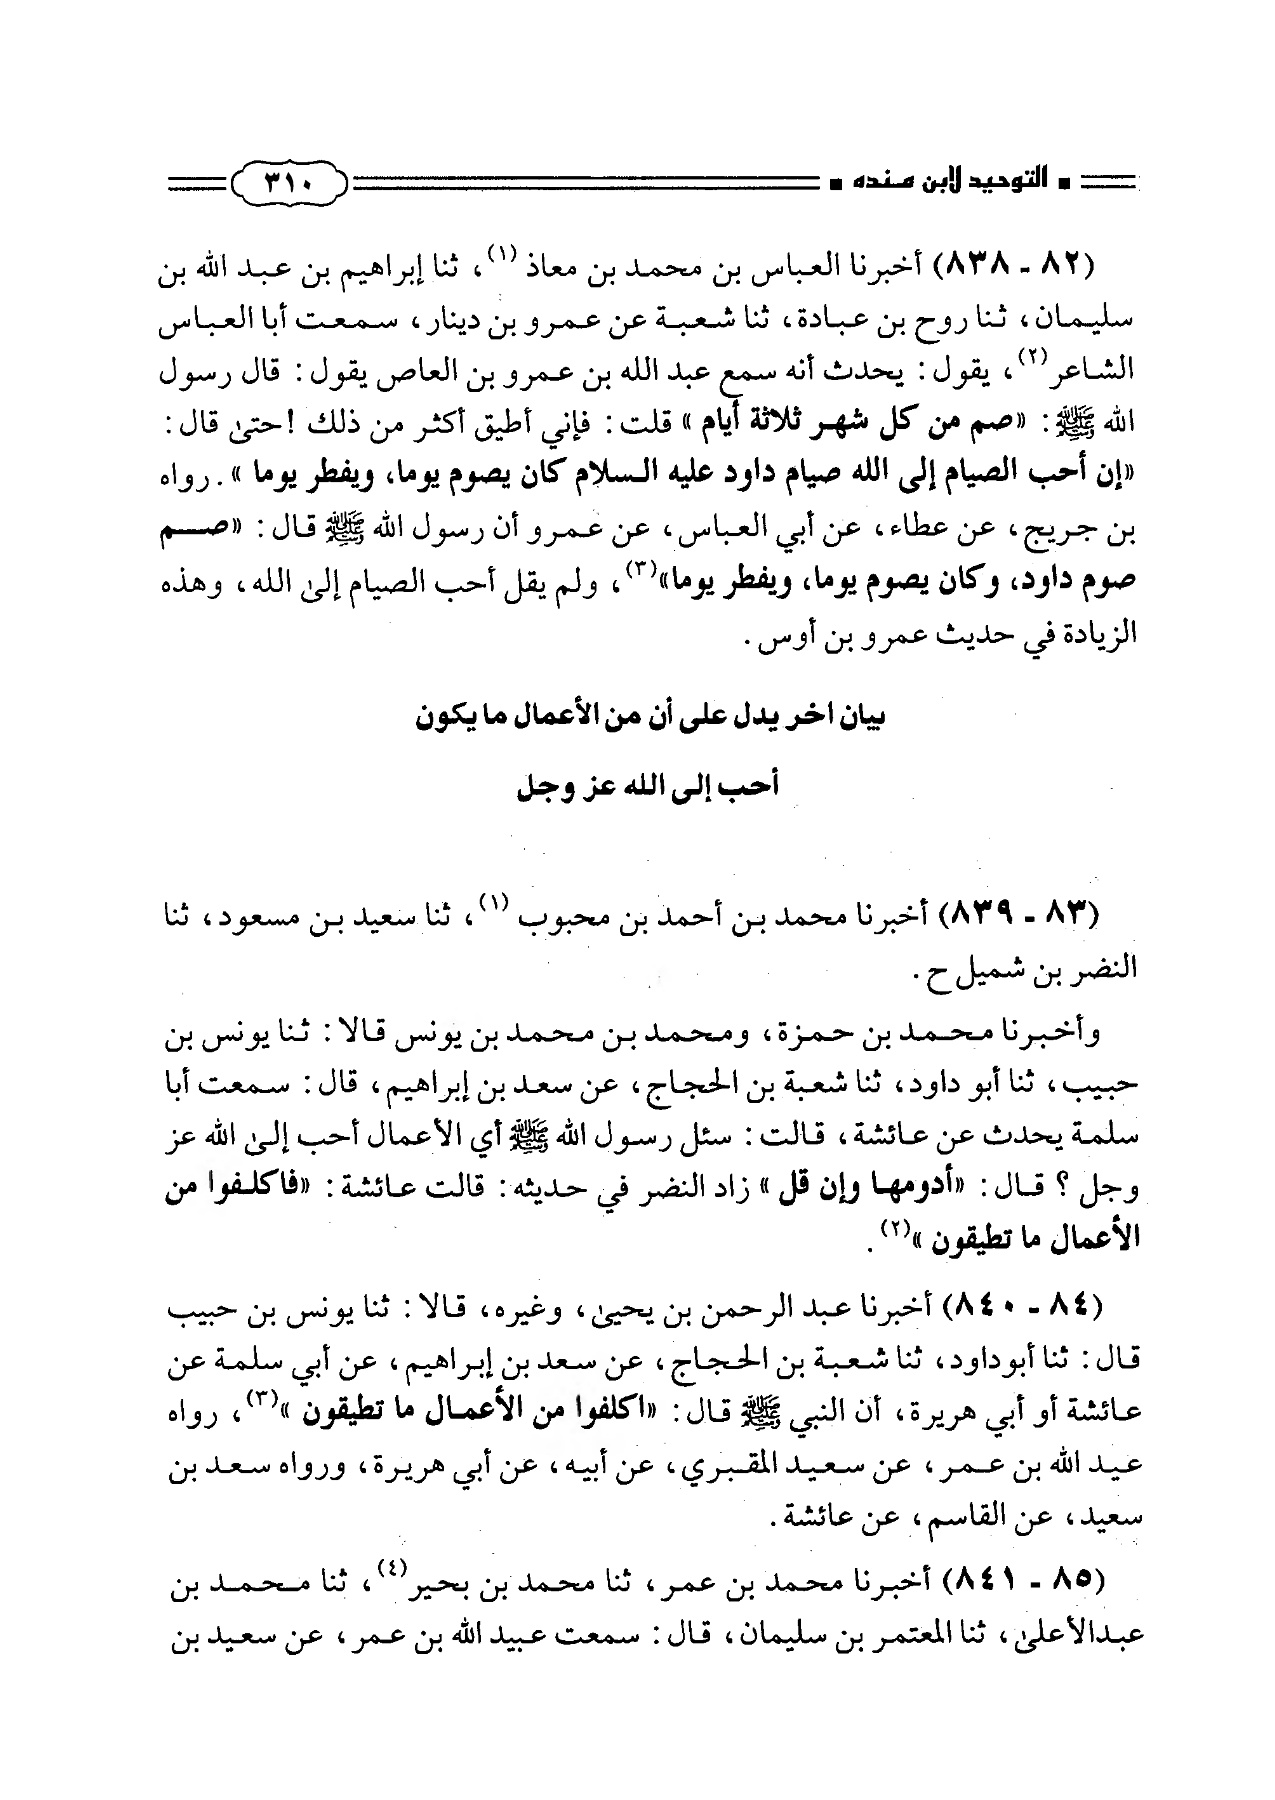 ▪ التوحيد لابن منده ▪ ٣١٠
(٨٢ - ٨٣٨) أخبرنا العباس بن محمد بن معاذ (١)، ثنا إبراهيم بن عبد الله بن
سليمان، ثنا روح بن عبادة، ثنا شعبة عن عمرو بن دينار، سمعت أبا العباس
الشاعر (٢)، يقول: يحدث أنه سمع عبد الله بن عمرو بن العاص يقول: قال رسول
الله ﷺ: «صم من كل شهر ثلاثة أيام» قلت: فإني أطيق أكثر من ذلك !حتى قال:
«إن أحب الصيام إلى الله صيام داود عليه السلام كان يصوم يوما، ويفطر يوما». رواه
بن جريج، عن عطاء، عن أبي العباس، عن عمرو أن رسول الله ﷺ قال: «صم
صوم داود، وكان يصوم يوما، ويفطر يوما»(٣)، ولم يقل أحب الصيام إلى الله، وهذه
الزيادة في حديث عمرو بن أوس.
بيان اخر يدل على أن من الأعمال ما يكون
أحب إلى الله عز وجل
(٨٣ - ٨٣٩) أخبرنا محمد بن أحمد بن محبوب (١)، ثنا سعيد بن مسعود، ثنا
النضر بن شميل ح.
وأخبرنا محمد بن حمزة، ومحمد بن محمد بن يونس قالا: ثنا يونس بن
حبيب، ثنا أبو داود، ثنا شعبة بن الحجاج، عن سعد بن إبراهيم، قال: سمعت أبا
سلمة يحدث عن عائشة، قالت: سئل رسول الله ﷺ أي الأعمال أحب إلى الله عز
وجل؟ قال: «أدومها وإن قل» زاد النضر في حديثه: قالت عائشة: «فاكلفوا من
الأعمال ما تطيقون»(٢).
(٨٤ - ٨٤٠) أخبرنا عبد الرحمن بن يحيى، وغيره، قالا: ثنا يونس بن حبيب
قال: ثنا أبو داود، ثنا شعبة بن الحجاج، عن سعد بن إبراهيم، عن أبي سلمة عن
عائشة أو أبي هريرة، أن النبي ﷺ قال: «اكلفوا من الأعمال ما تطيقون»(٣)، رواه
عبد الله بن عمر، عن سعيد المقبري، عن أبيه، عن أبي هريرة، ورواه سعد بن
سعيد، عن القاسم، عن عائشة.
(٨٥ - ٨٤١) أخبرنا محمد بن عمر، ثنا محمد بن بحير(٤)، ثنا محمد بن
عبدالأعلى، ثنا المعتمر بن سليمان، قال: سمعت عبيد الله بن عمر، عن سعيد بن